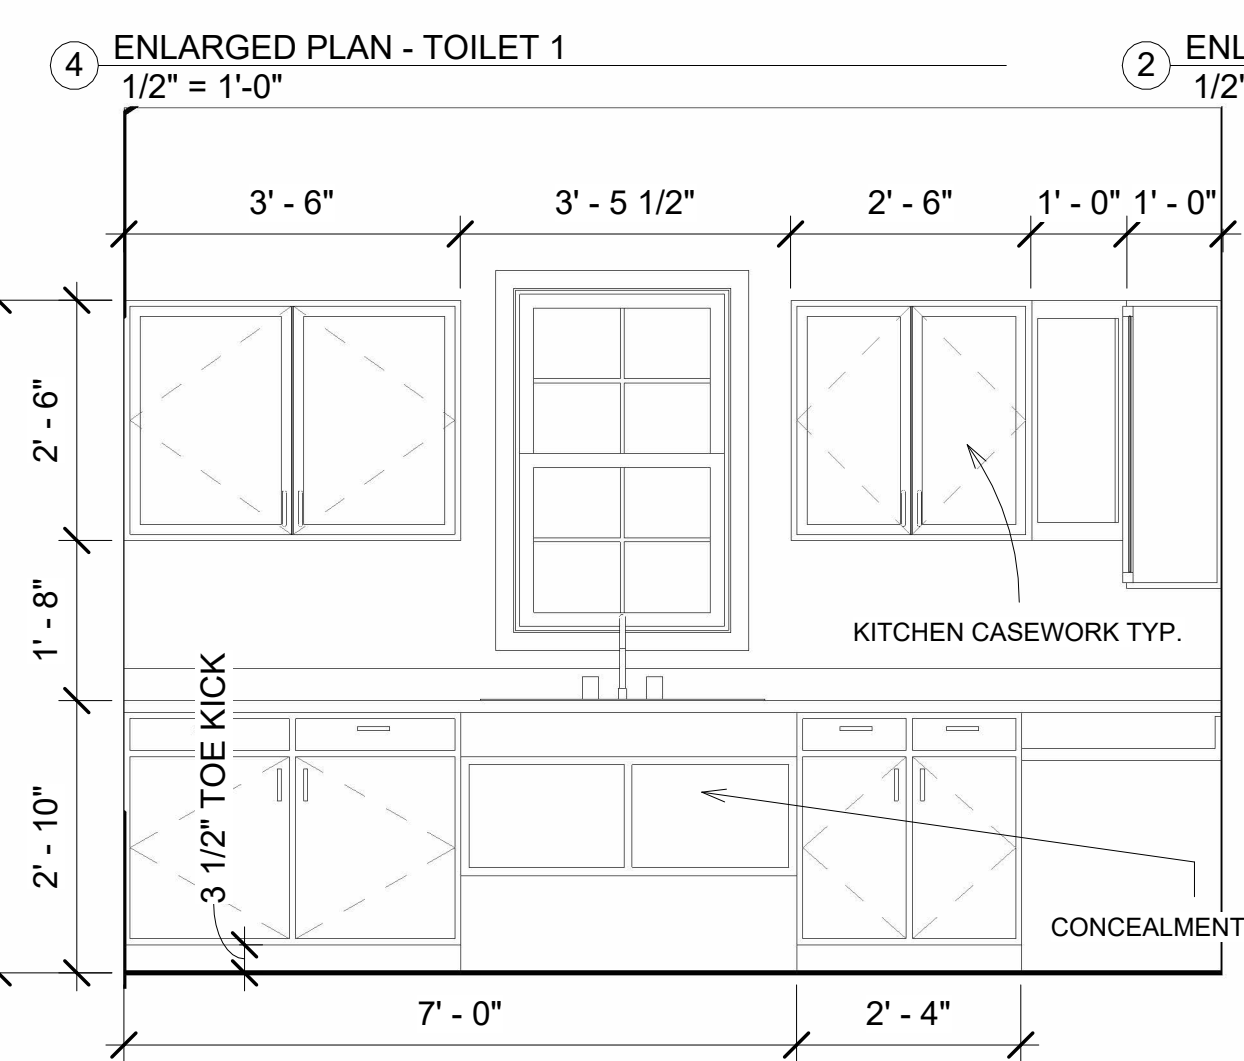 4
ENLARGED PLAN - TOILET 1
1/2" = 1'-0"
2
ENL
1/2"
3' - 6"
3' - 5 1/2"
2' - 6"
1' - 0"
1' - 0"
2' - 6"
1' - 8"
2' - 10"
KITCHEN CASEWORK TYP.
3 1/2" TOE KICK
CONCEALMENT
7' - 0"
2' - 4"